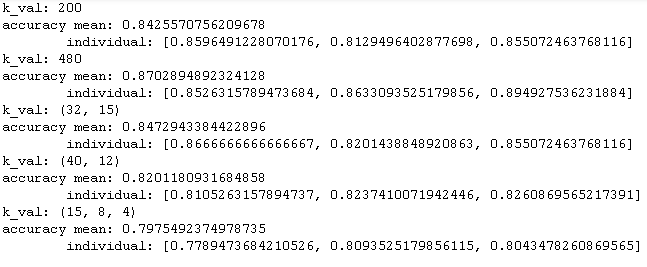 k_val: 200
accuracy mean: 0.8425570756209678
individual: [0.8596491228070176, 0.8129496402877698, 0.855072463768116]
k_val: 480
accuracy mean: 0.8702894892324128
individual: [0.8526315789473684, 0.8633093525179856, 0.894927536231884]
k_val: (32, 15)
accuracy mean: 0.8472943384422896
individual: [0.8666666666666667, 0.8201438848920863, 0.855072463768116]
k_val: (40, 12)
accuracy mean: 0.8201180931684858
individual: [0.8105263157894737, 0.8237410071942446, 0.8260869565217391]
k_val: (15, 8, 4)
accuracy mean: 0.7975492374978735
individual: [0.7789473684210526, 0.8093525179856115, 0.8043478260869565]